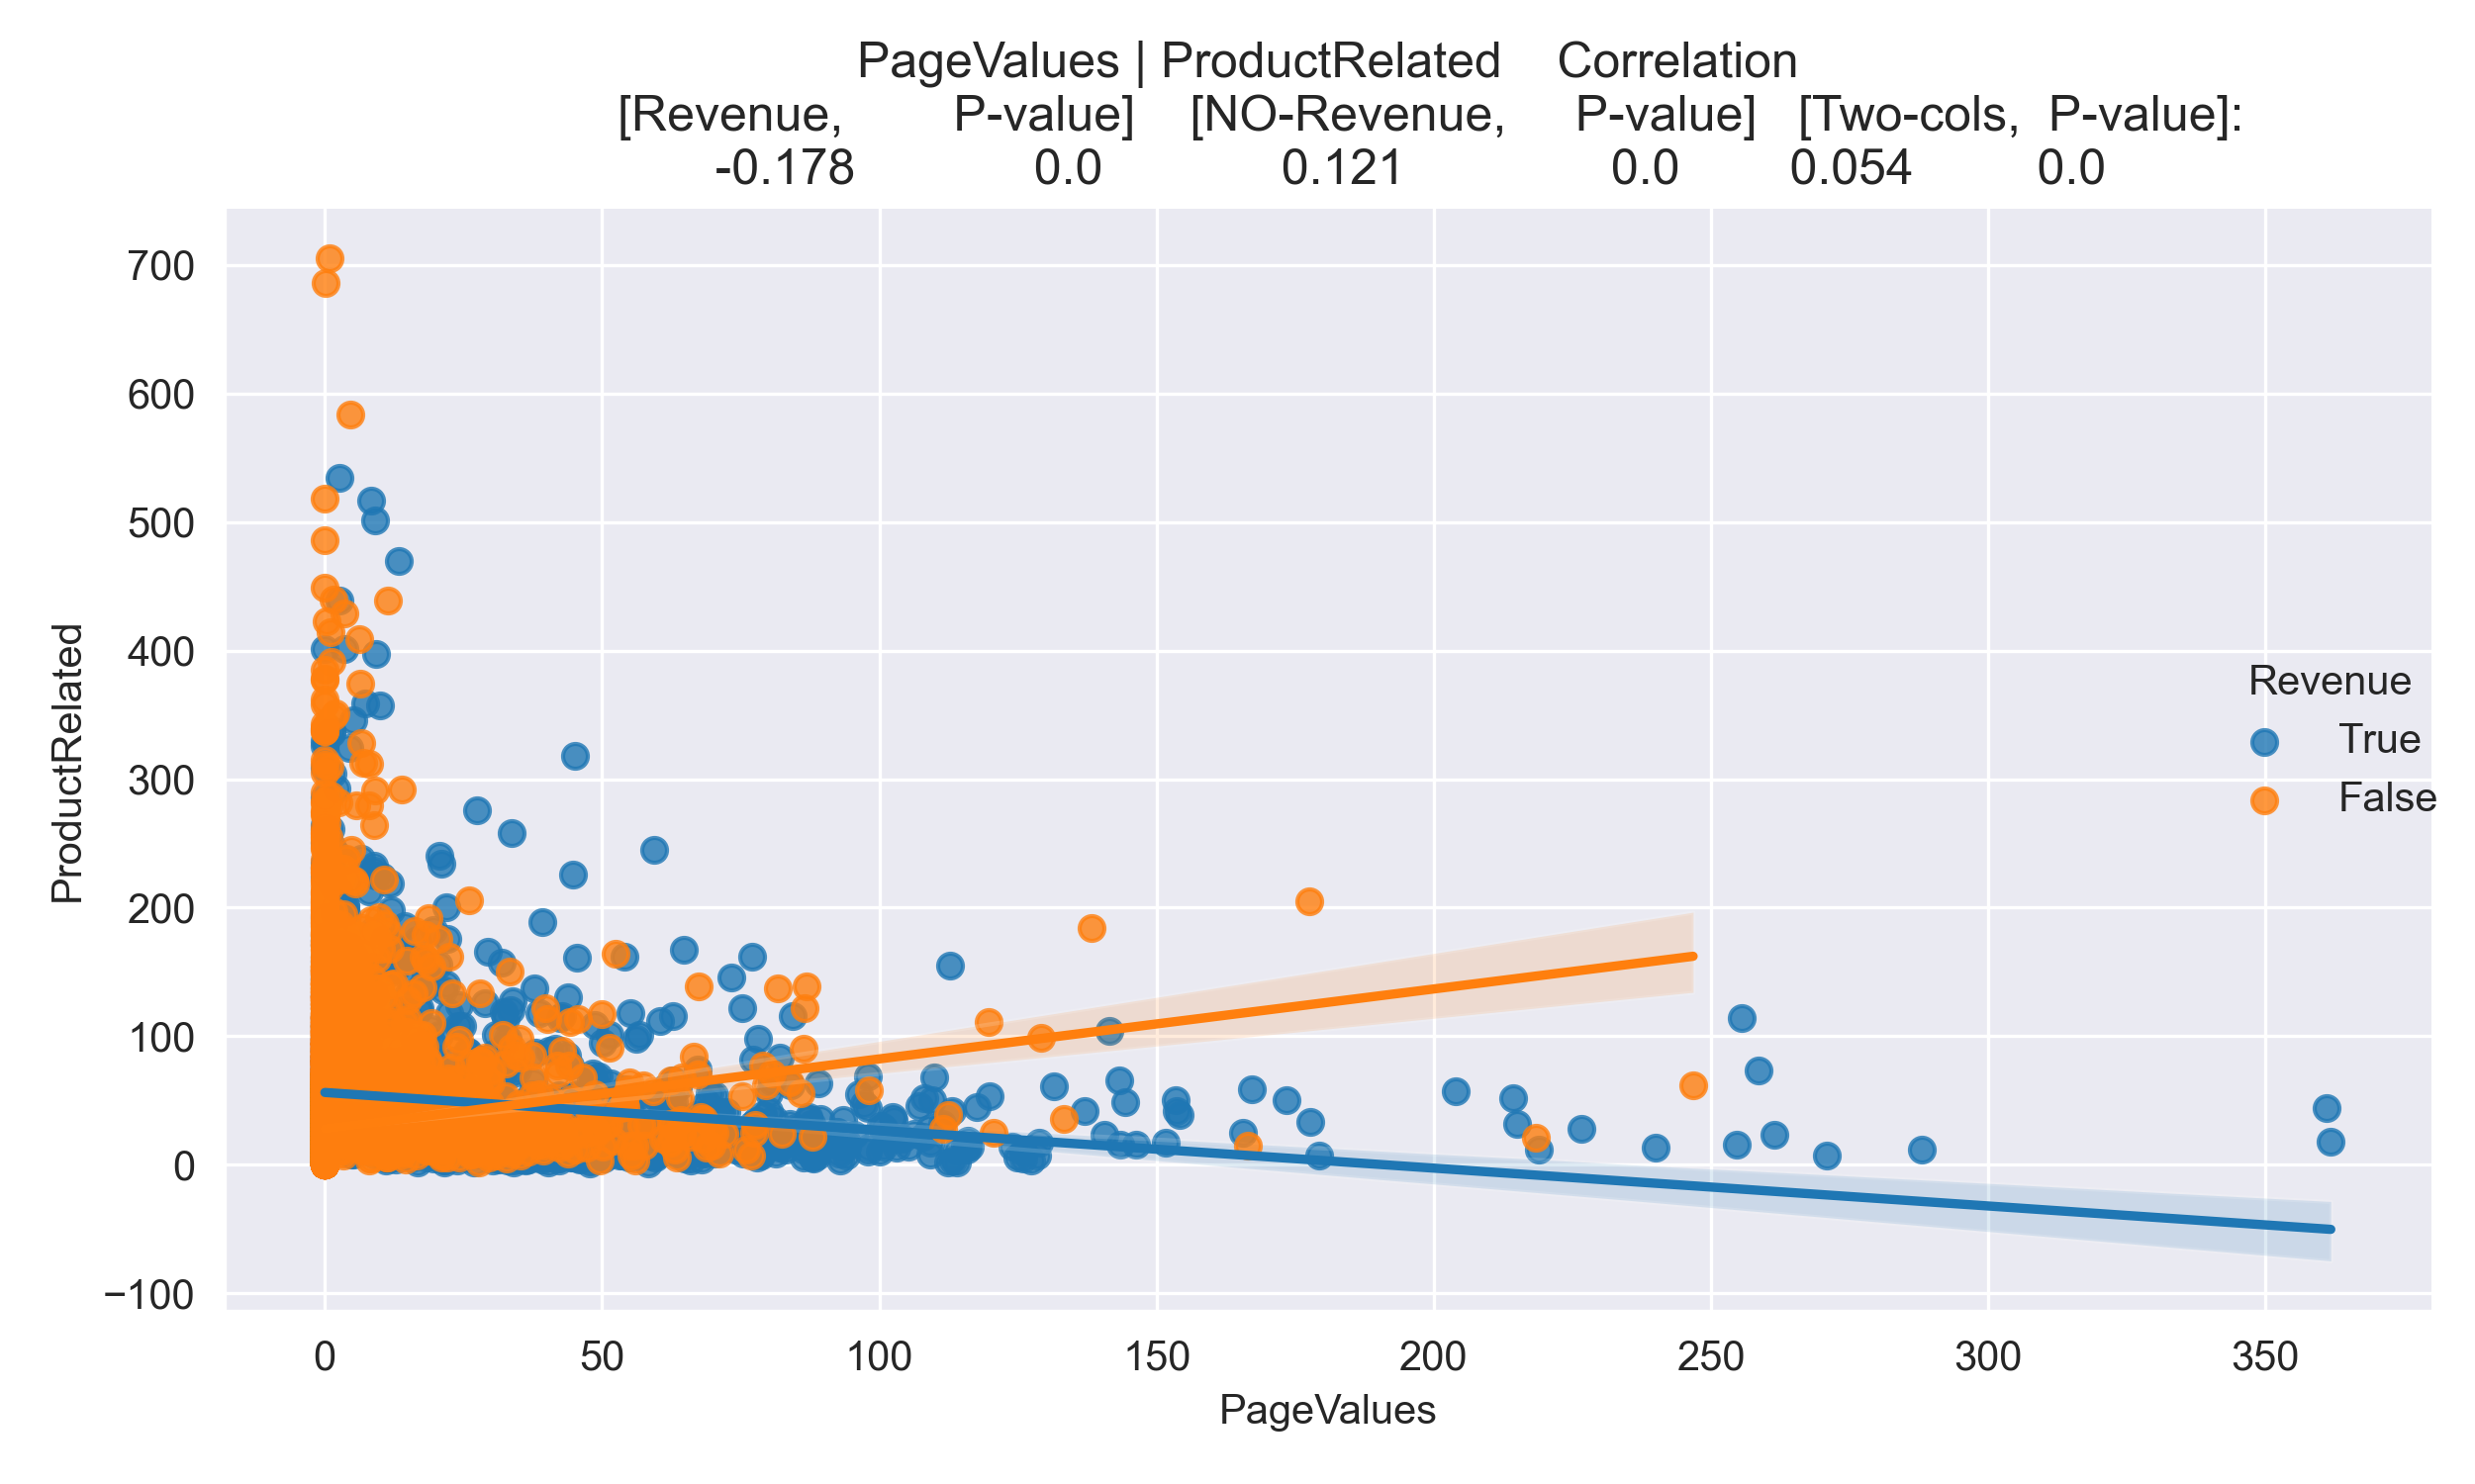 PageValues | ProductRelated Correlation
[Revenue, P-value] [NO-Revenue, P-value] [Two-cols, P-value]:
-0.178 0.0 0.121 0.0 0.054 0.0
700
600
500
400
300
200
100
0
−100
ProductRelated
Revenue
True
False
0 50 100 150 200 250 300 350
PageValues